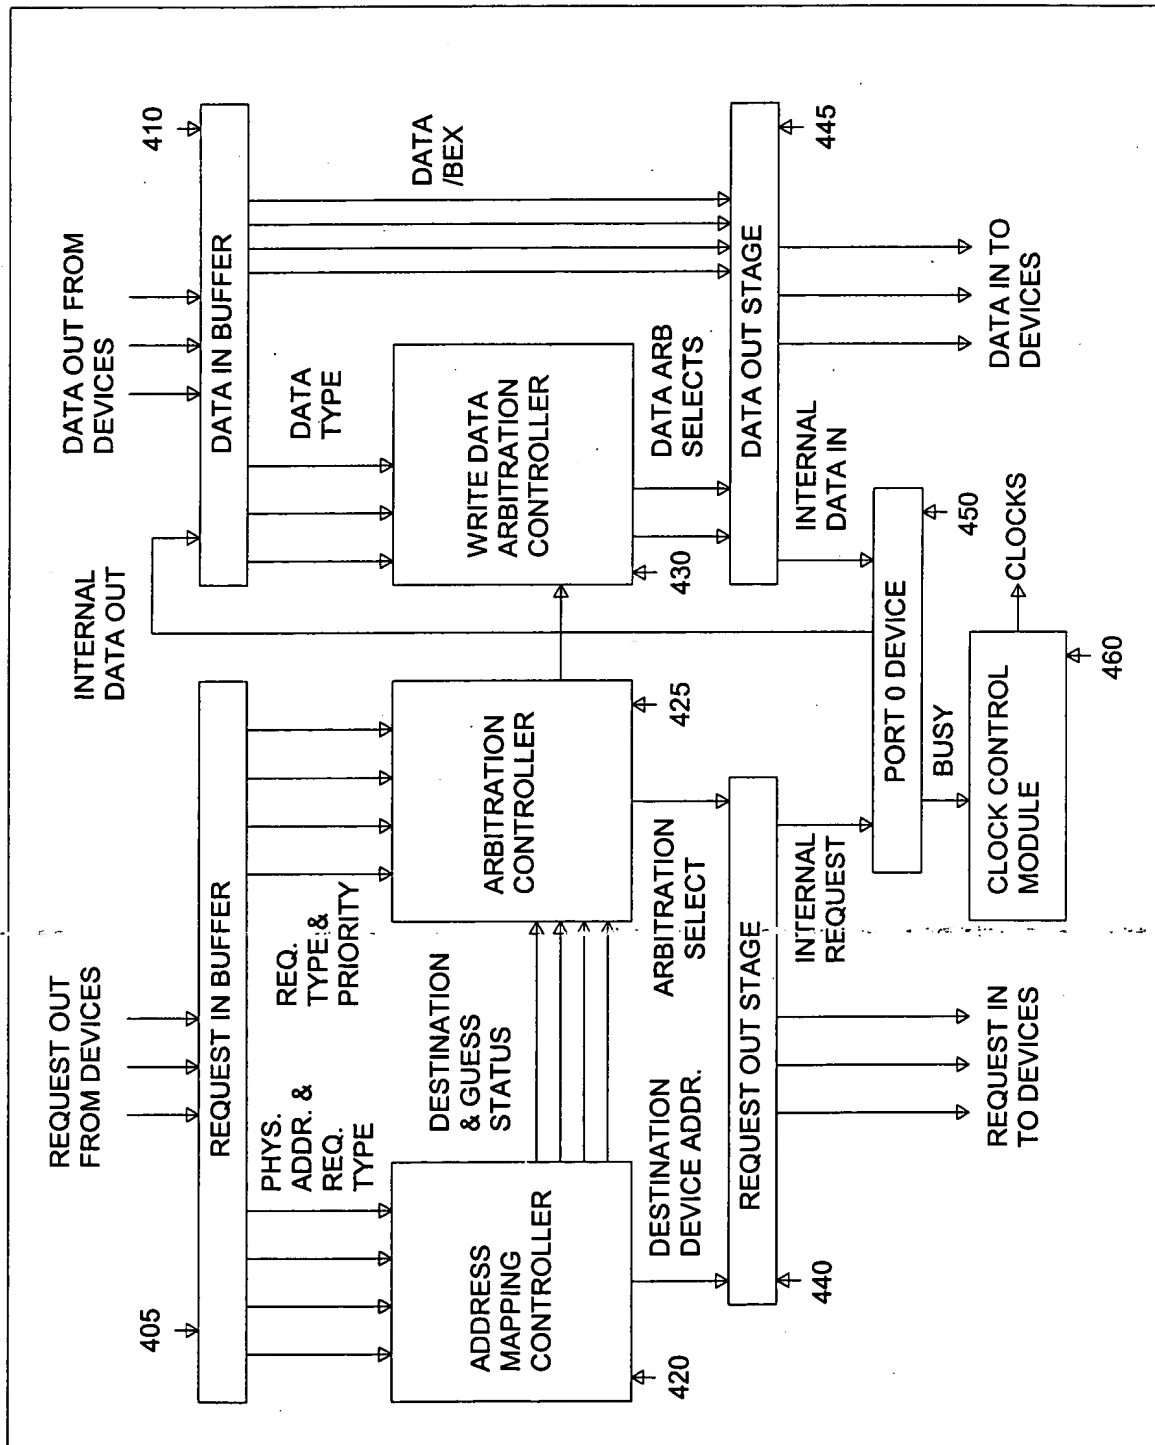 REQUEST OUT
FROM DEVICES
405
REQUEST IN BUFFER
PHYS.
ADDR. &
REQ.
TYPE
REQ.
TYPE &
PRIORITY
ADDRESS
MAPPING
CONTROLLER
420
DESTINATION
& GUESS
STATUS
ARBITRATION
CONTROLLER
425
DESTINATION
DEVICE ADDR.
ARBITRATION
SELECT
REQUEST OUT STAGE
440
REQUEST IN
TO DEVICES
INTERNAL
REQUEST
INTERNAL
DATA OUT
DATA OUT FROM
DEVICES
410
DATA IN BUFFER
DATA
TYPE
DATA
/BEX
WRITE DATA
ARBITRATION
CONTROLLER
430
DATA ARB
SELECTS
DATA OUT STAGE
445
INTERNAL
DATA IN
DATA IN TO
DEVICES
PORT 0 DEVICE
450
BUSY
CLOCK CONTROL
MODULE
460
CLOCKS